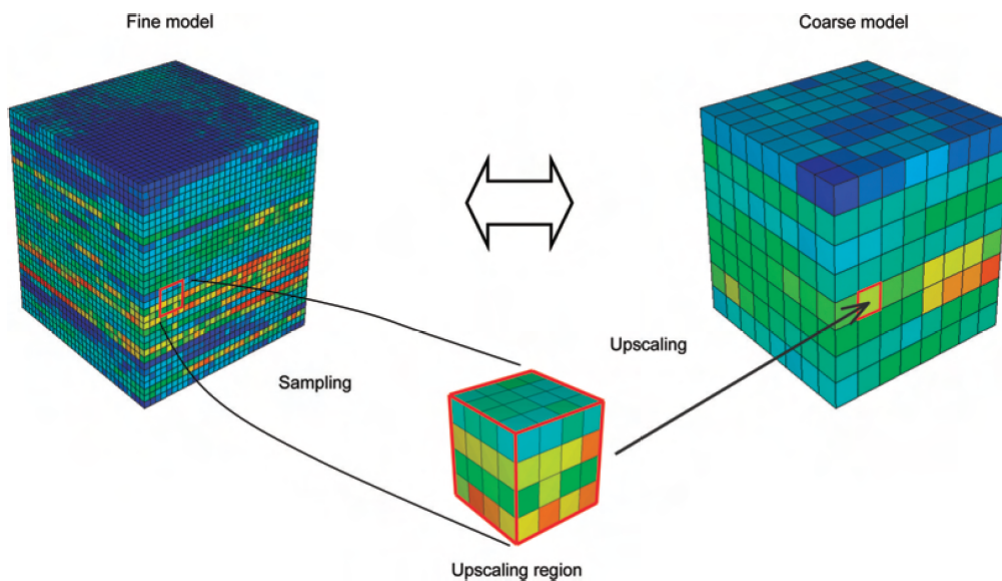 Fine model
Coarse model
Upscaling
Sampling
Upscaling region